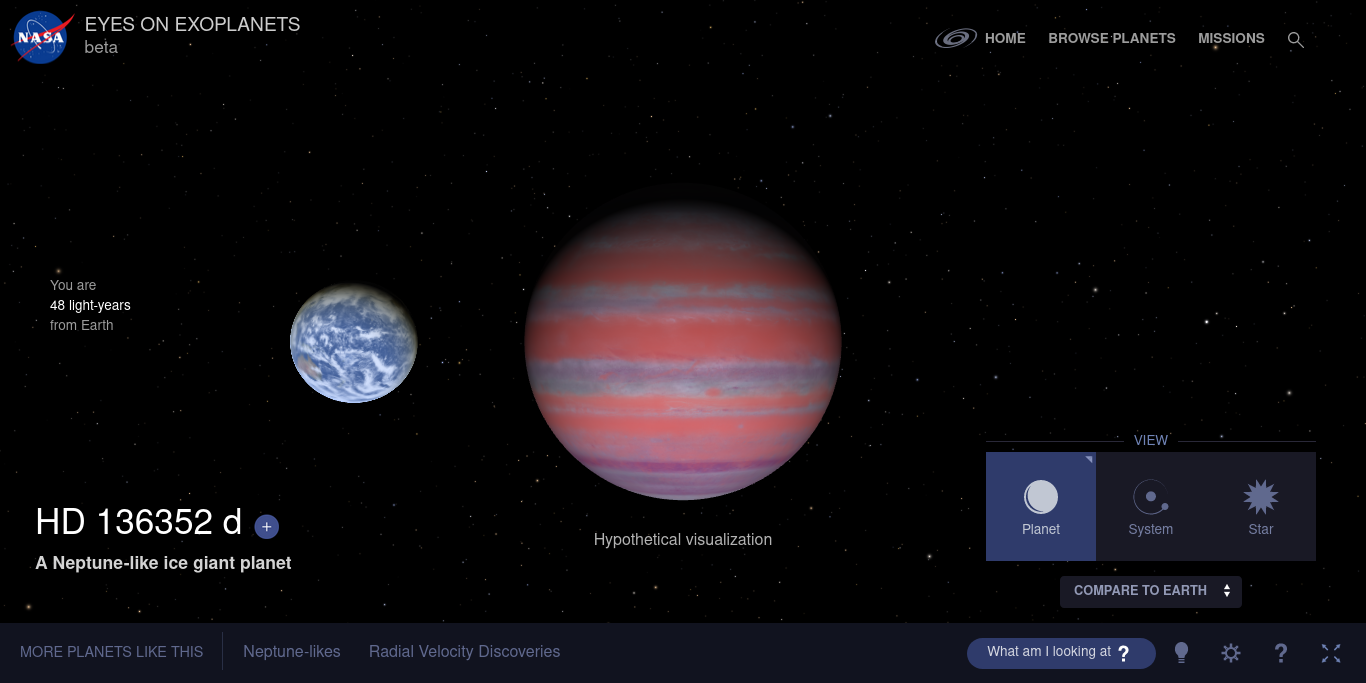 NASA
EYES ON EXOPLANETS
beta
HOME
BROWSE PLANETS
MISSIONS
You are
48 light-years
from Earth
HD 136352 d +
A Neptune-like ice giant planet
Hypothetical visualization
VIEW
Planet
System
Star
COMPARE TO EARTH
MORE PLANETS LIKE THIS
Neptune-likes
Radial Velocity Discoveries
What am I looking at ?
?